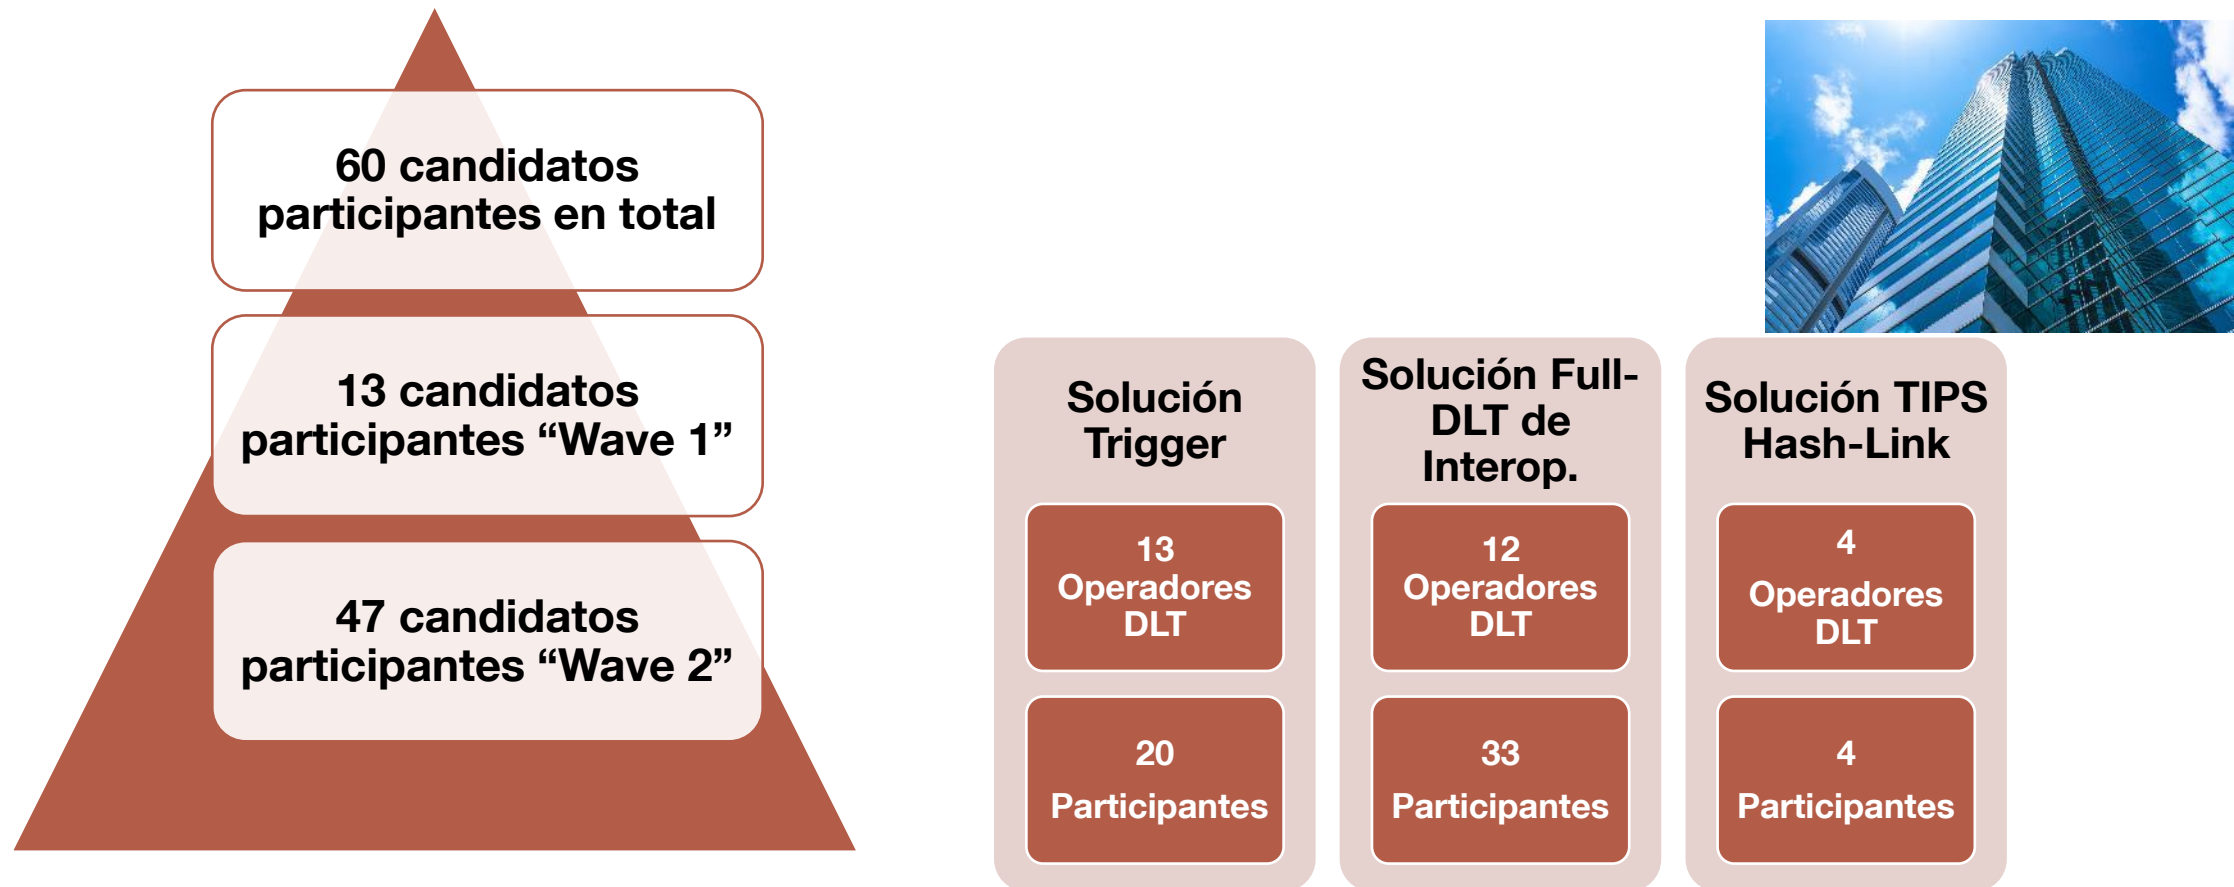 60 candidatos
participantes en total
13 candidatos
participantes “Wave 1”
47 candidatos
participantes “Wave 2”
Solución
Trigger
13
Operadores
DLT
20
Participantes
Solución Full-
DLT de
Interop.
12
Operadores
DLT
33
Participantes
Solución TIPS
Hash-Link
4
Operadores
DLT
4
Participantes